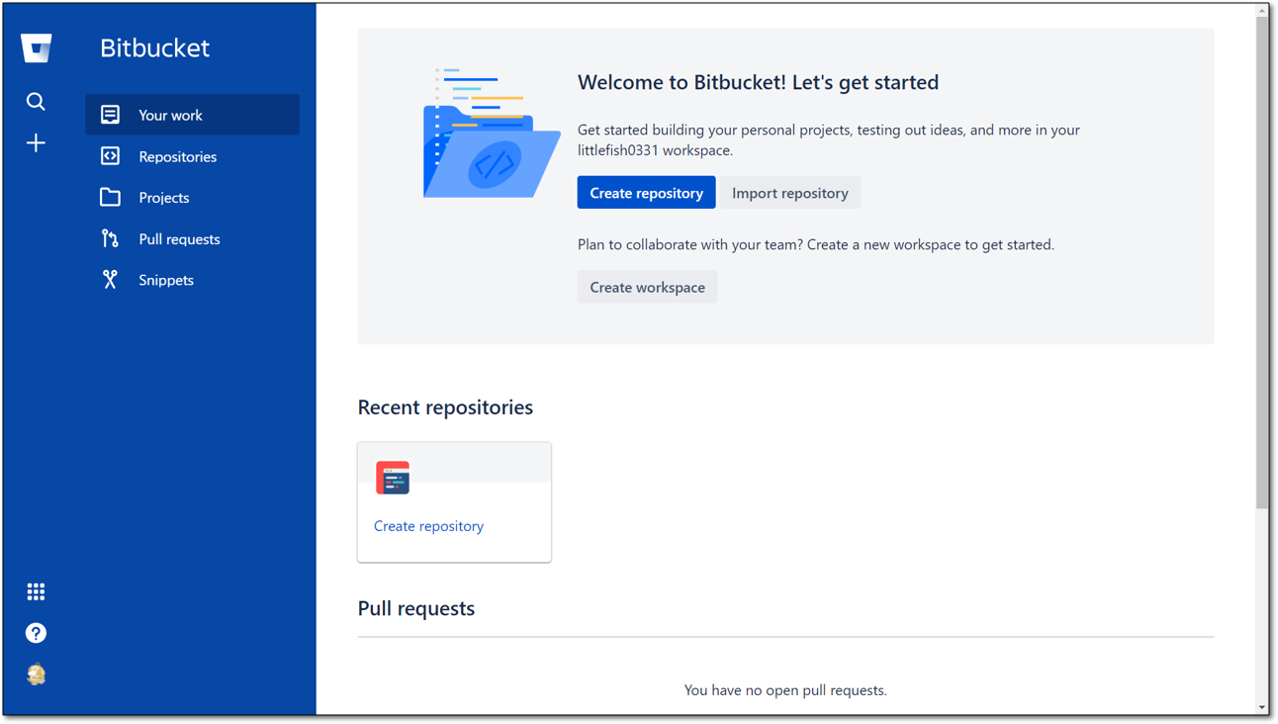 Bitbucket
Your work
Repositories
Projects
Pull requests
Snippets
Welcome to Bitbucket! Let's get started
Get started building your personal projects, testing out ideas, and more in your
littlefish0331 workspace.
Create repository
Import repository
Plan to collaborate with your team? Create a new workspace to get started.
Create workspace
Recent repositories
Create repository
Pull requests
You have no open pull requests.